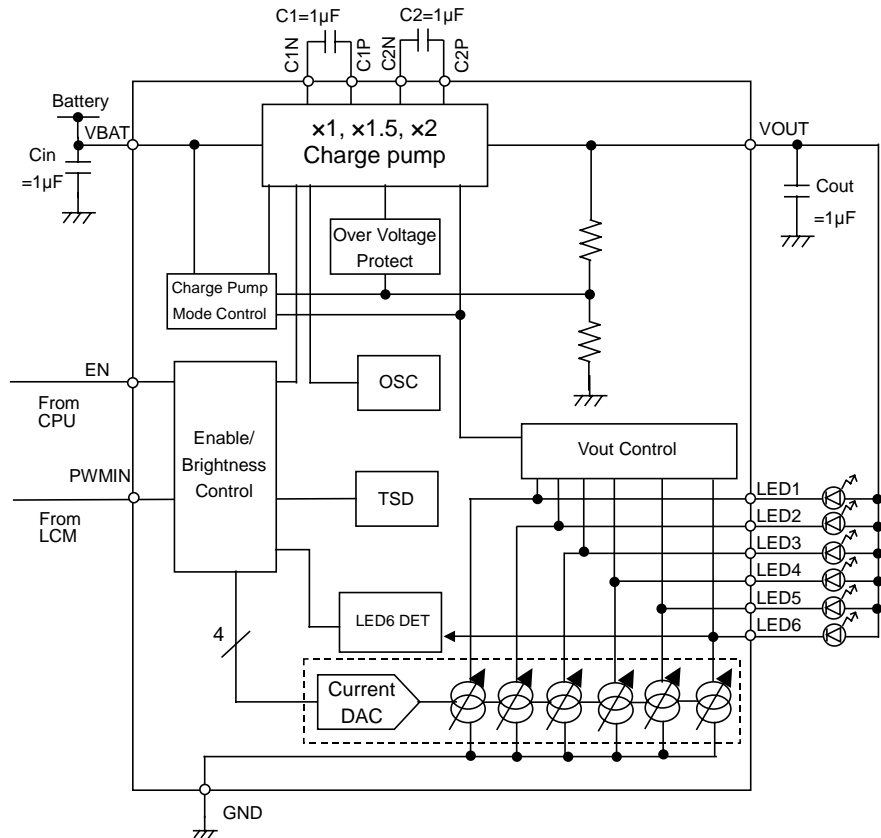 C1=1µF
C2=1µF
C1N
C1P
C2N
C2P
Battery
VBAT
×1, ×1.5, ×2
Charge pump
VOUT
Cin
=1µF
Cout
=1µF
Over Voltage
Protect
Charge Pump
Mode Control
EN
From
CPU
OSC
Enable/
Brightness
Control
Vout Control
PWMIN
From
LCM
TSD
LED1
LED2
LED3
LED4
LED5
LED6
4
LED6 DET
Current
DAC
GND